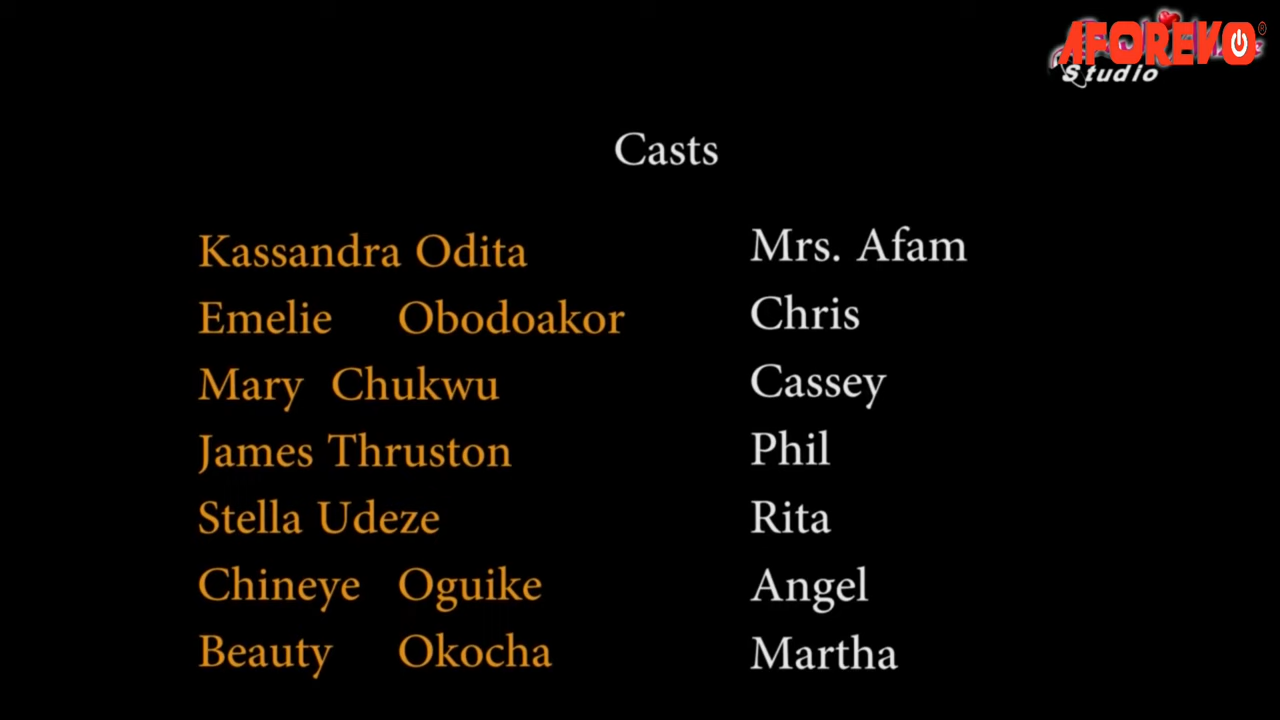 AFOREVO
Studio
Casts
Kassandra Odita Mrs. Afam
Emelie Obodoakor Chris
Mary Chukwu Cassey
James Thruston Phil
Stella Udeze Rita
Chineye Oguike Angel
Beauty Okocha Martha